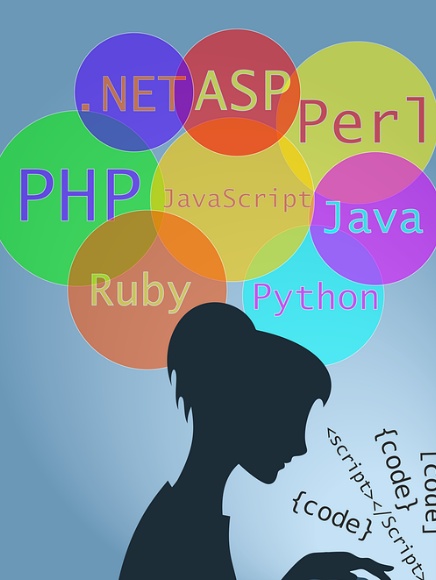 .NET
ASP
Perl
PHP
JavaScript
Java
Ruby
Python
<script></Script>
{code}
[code]
{code}